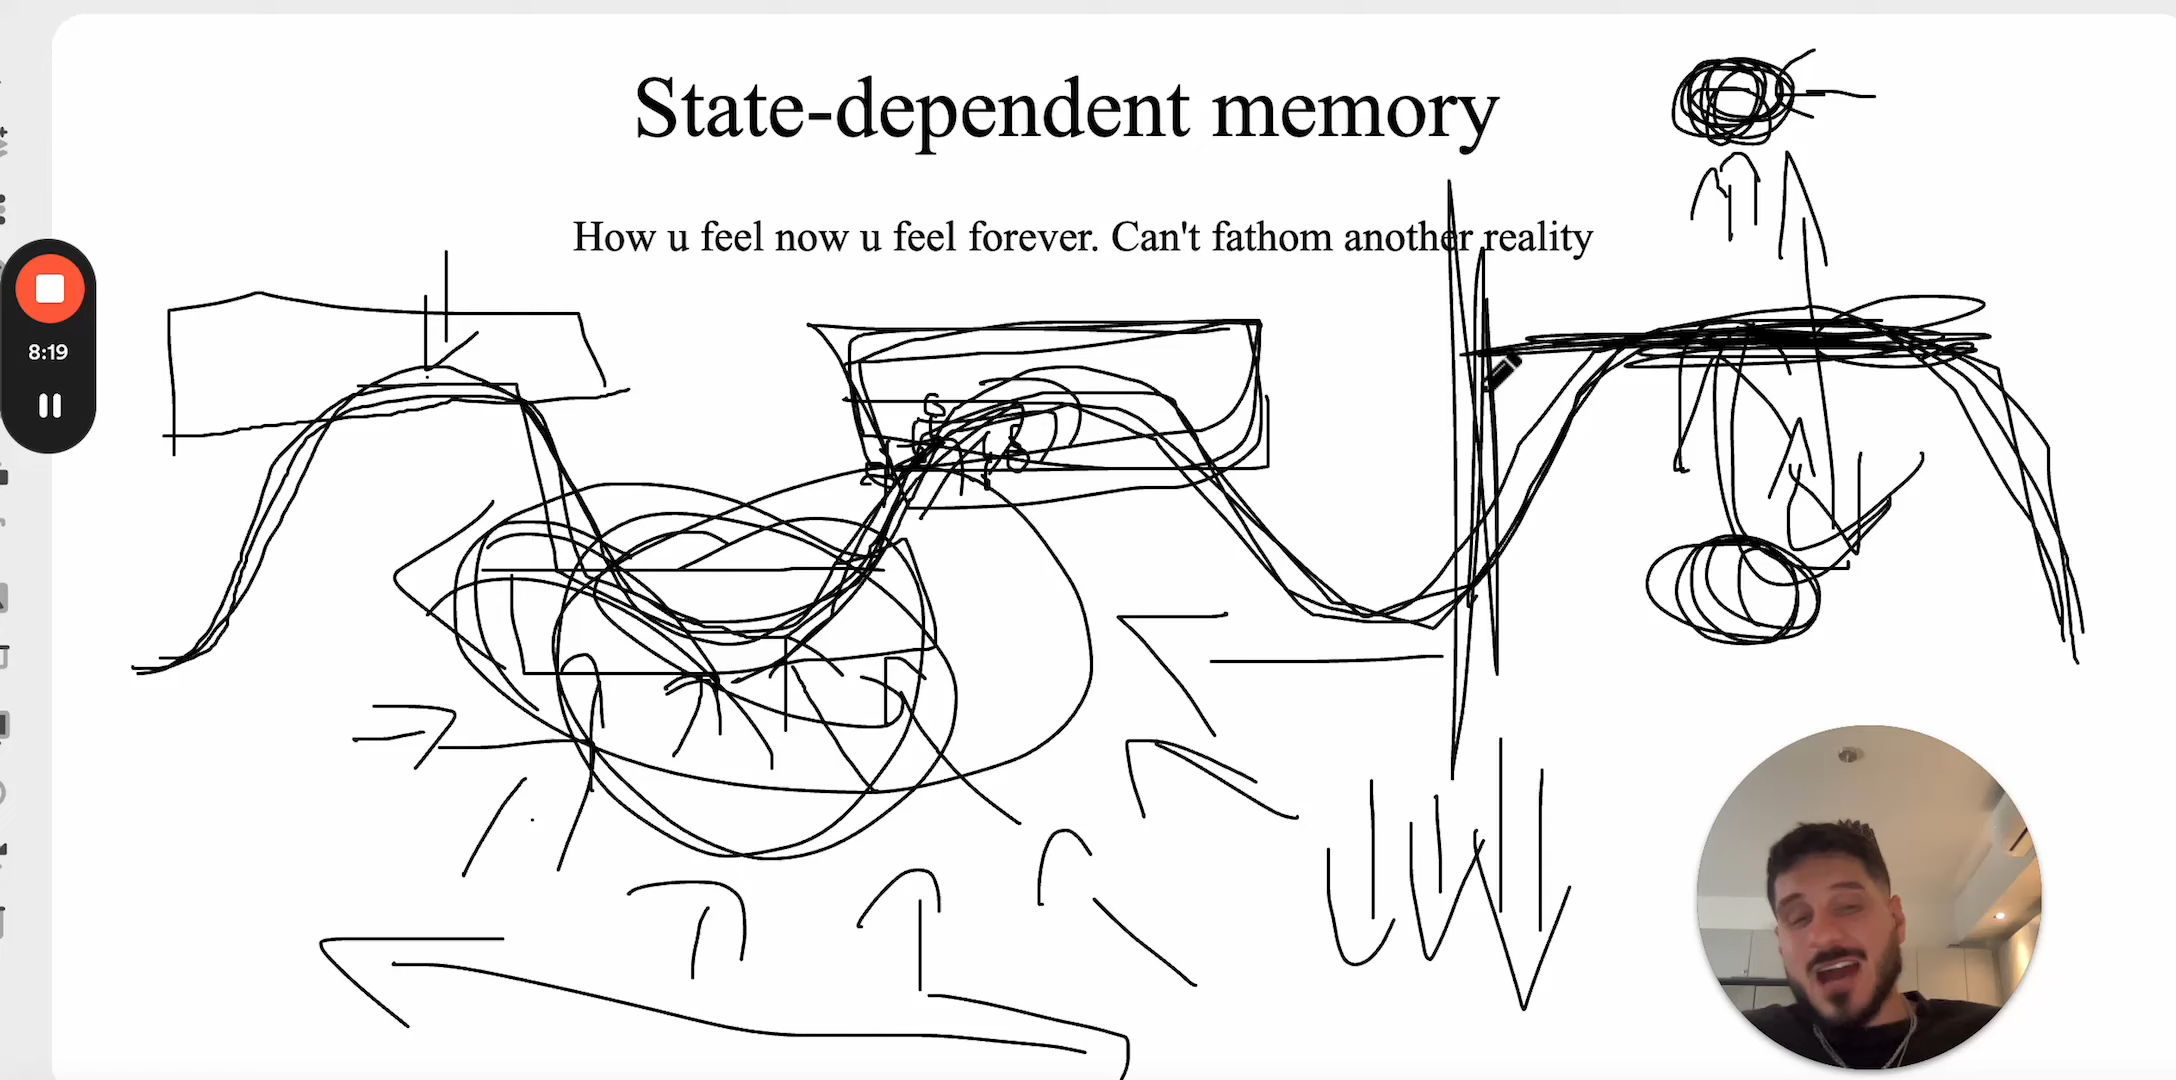 State-dependent memory
How u feel now u feel forever. Can't fathom another reality
8:19